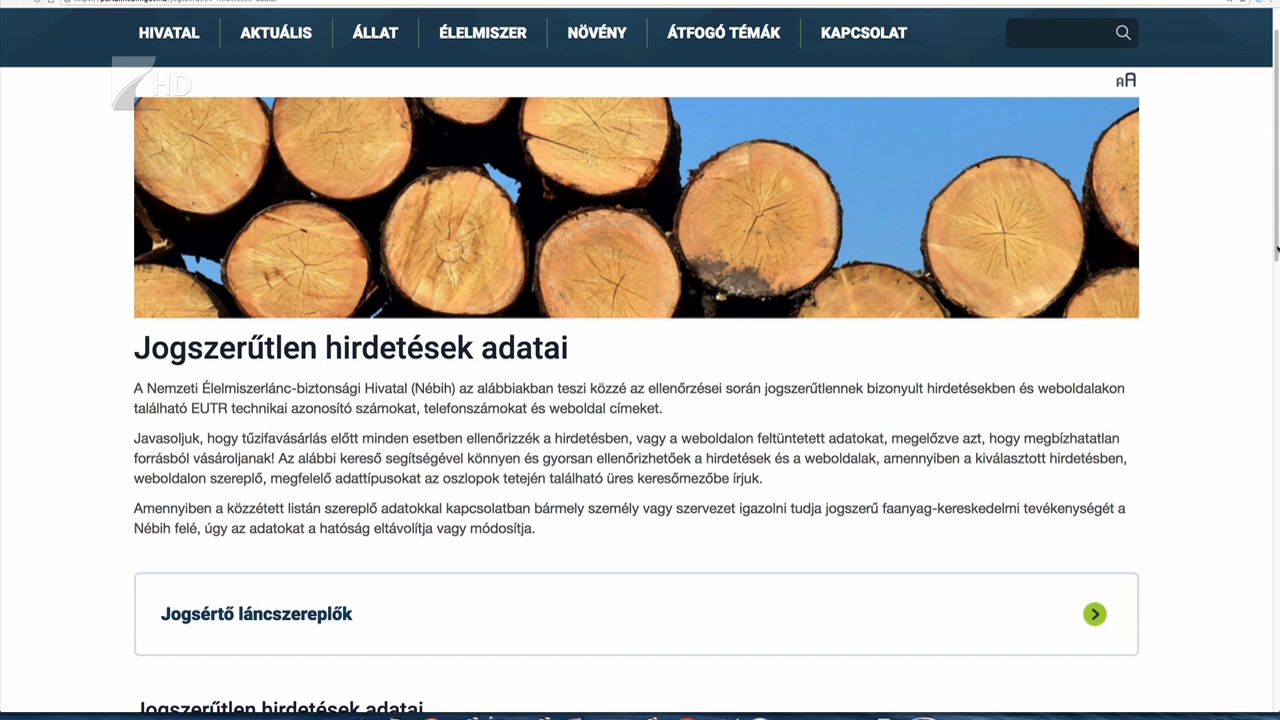 HIVATAL
AKTUÁLIS
ÁLLAT
ÉLELMISZER
NÖVÉNY
ÁTFOGÓ TÉMÁK
KAPCSOLAT
HD
AA
Jogszerűtlen hirdetések adatai
A Nemzeti Élelmiszerlánc-biztonsági Hivatal (Nébih) az alábbiakban teszi közzé az ellenőrzései során jogszerűtlennek bizonyult hirdetésekben és weboldalakon
található EUTR technikai azonosító számokat, telefonszámokat és weboldal címeket.
Javasoljuk, hogy tűzifavásárlás előtt minden esetben ellenőrizzék a hirdetésben, vagy a weboldalon feltüntetett adatokat, megelőzve azt, hogy megbízhatatlan
forrásból vásároljanak! Az alábbi kereső segítségével könnyen és gyorsan ellenőrizhetőek a hirdetések és a weboldalak, amennyiben a kiválasztott hirdetésben,
weboldalon szereplő, megfelelő adattípusokat az oszlopok tetején található üres keresőmezőbe írjuk.
Amennyiben a közzétett listán szereplő adatokkal kapcsolatban bármely személy vagy szervezet igazolni tudja jogszerű faanyag-kereskedelmi tevékenységét a
Nébih felé, úgy az adatokat a hatóság eltávolítja vagy módosítja.
Jogsértő láncszereplők
Jogszerűtlen hirdetések adatai